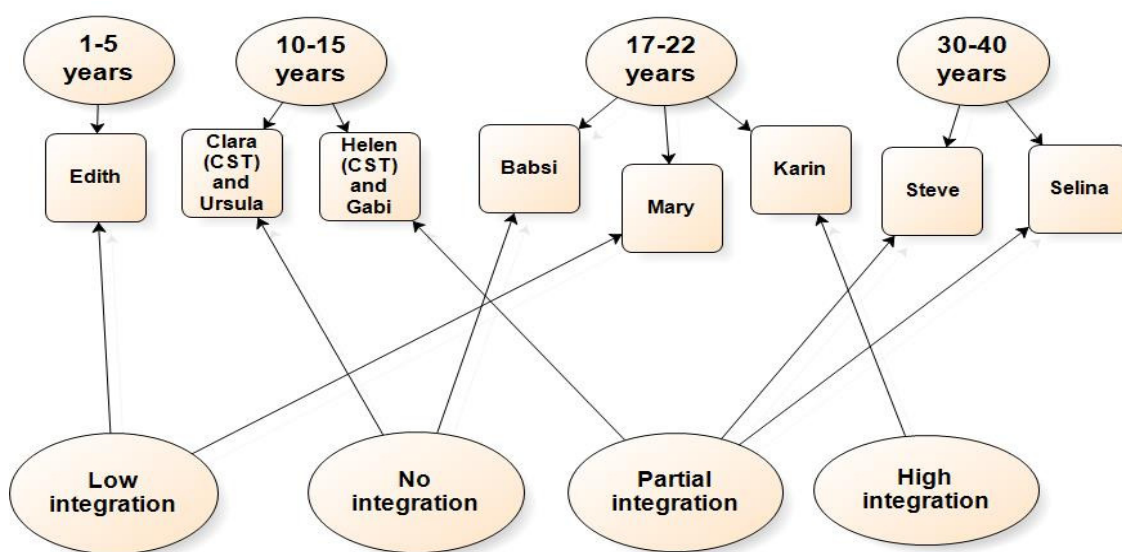 1-5
years
10-15
years
17-22
years
30-40
years
Edith
Clara
(CST)
and
Ursula
Helen
(CST)
and
Gabi
Babsi
Mary
Karin
Steve
Selina
Low
integration
No
integration
Partial
integration
High
integration